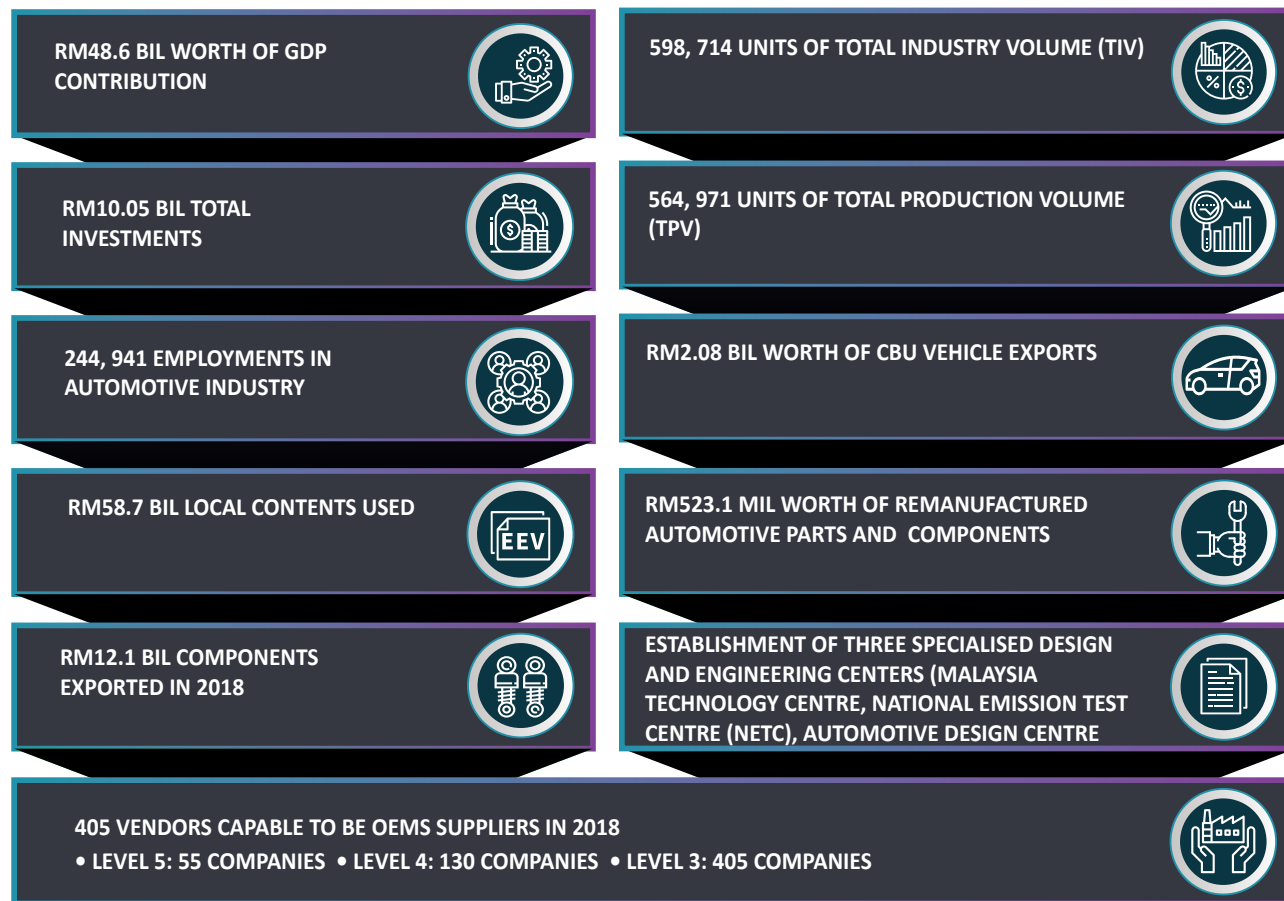 RM48.6 BIL WORTH OF GDP
CONTRIBUTION
RM10.05 BIL TOTAL
INVESTMENTS
244, 941 EMPLOYMENTS IN
AUTOMOTIVE INDUSTRY
RM58.7 BIL LOCAL CONTENTS USED
EEV
RM12.1 BIL COMPONENTS
EXPORTED IN 2018
598, 714 UNITS OF TOTAL INDUSTRY VOLUME (TIV)
% $
564, 971 UNITS OF TOTAL PRODUCTION VOLUME
(TPV)
RM2.08 BIL WORTH OF CBU VEHICLE EXPORTS
RM523.1 MIL WORTH OF REMANUFACTURED
AUTOMOTIVE PARTS AND COMPONENTS
ESTABLISHMENT OF THREE SPECIALISED DESIGN
AND ENGINEERING CENTERS (MALAYSIA
TECHNOLOGY CENTRE, NATIONAL EMISSION TEST
CENTRE (NETC), AUTOMOTIVE DESIGN CENTRE
405 VENDORS CAPABLE TO BE OEMS SUPPLIERS IN 2018
• LEVEL 5: 55 COMPANIES • LEVEL 4: 130 COMPANIES • LEVEL 3: 405 COMPANIES